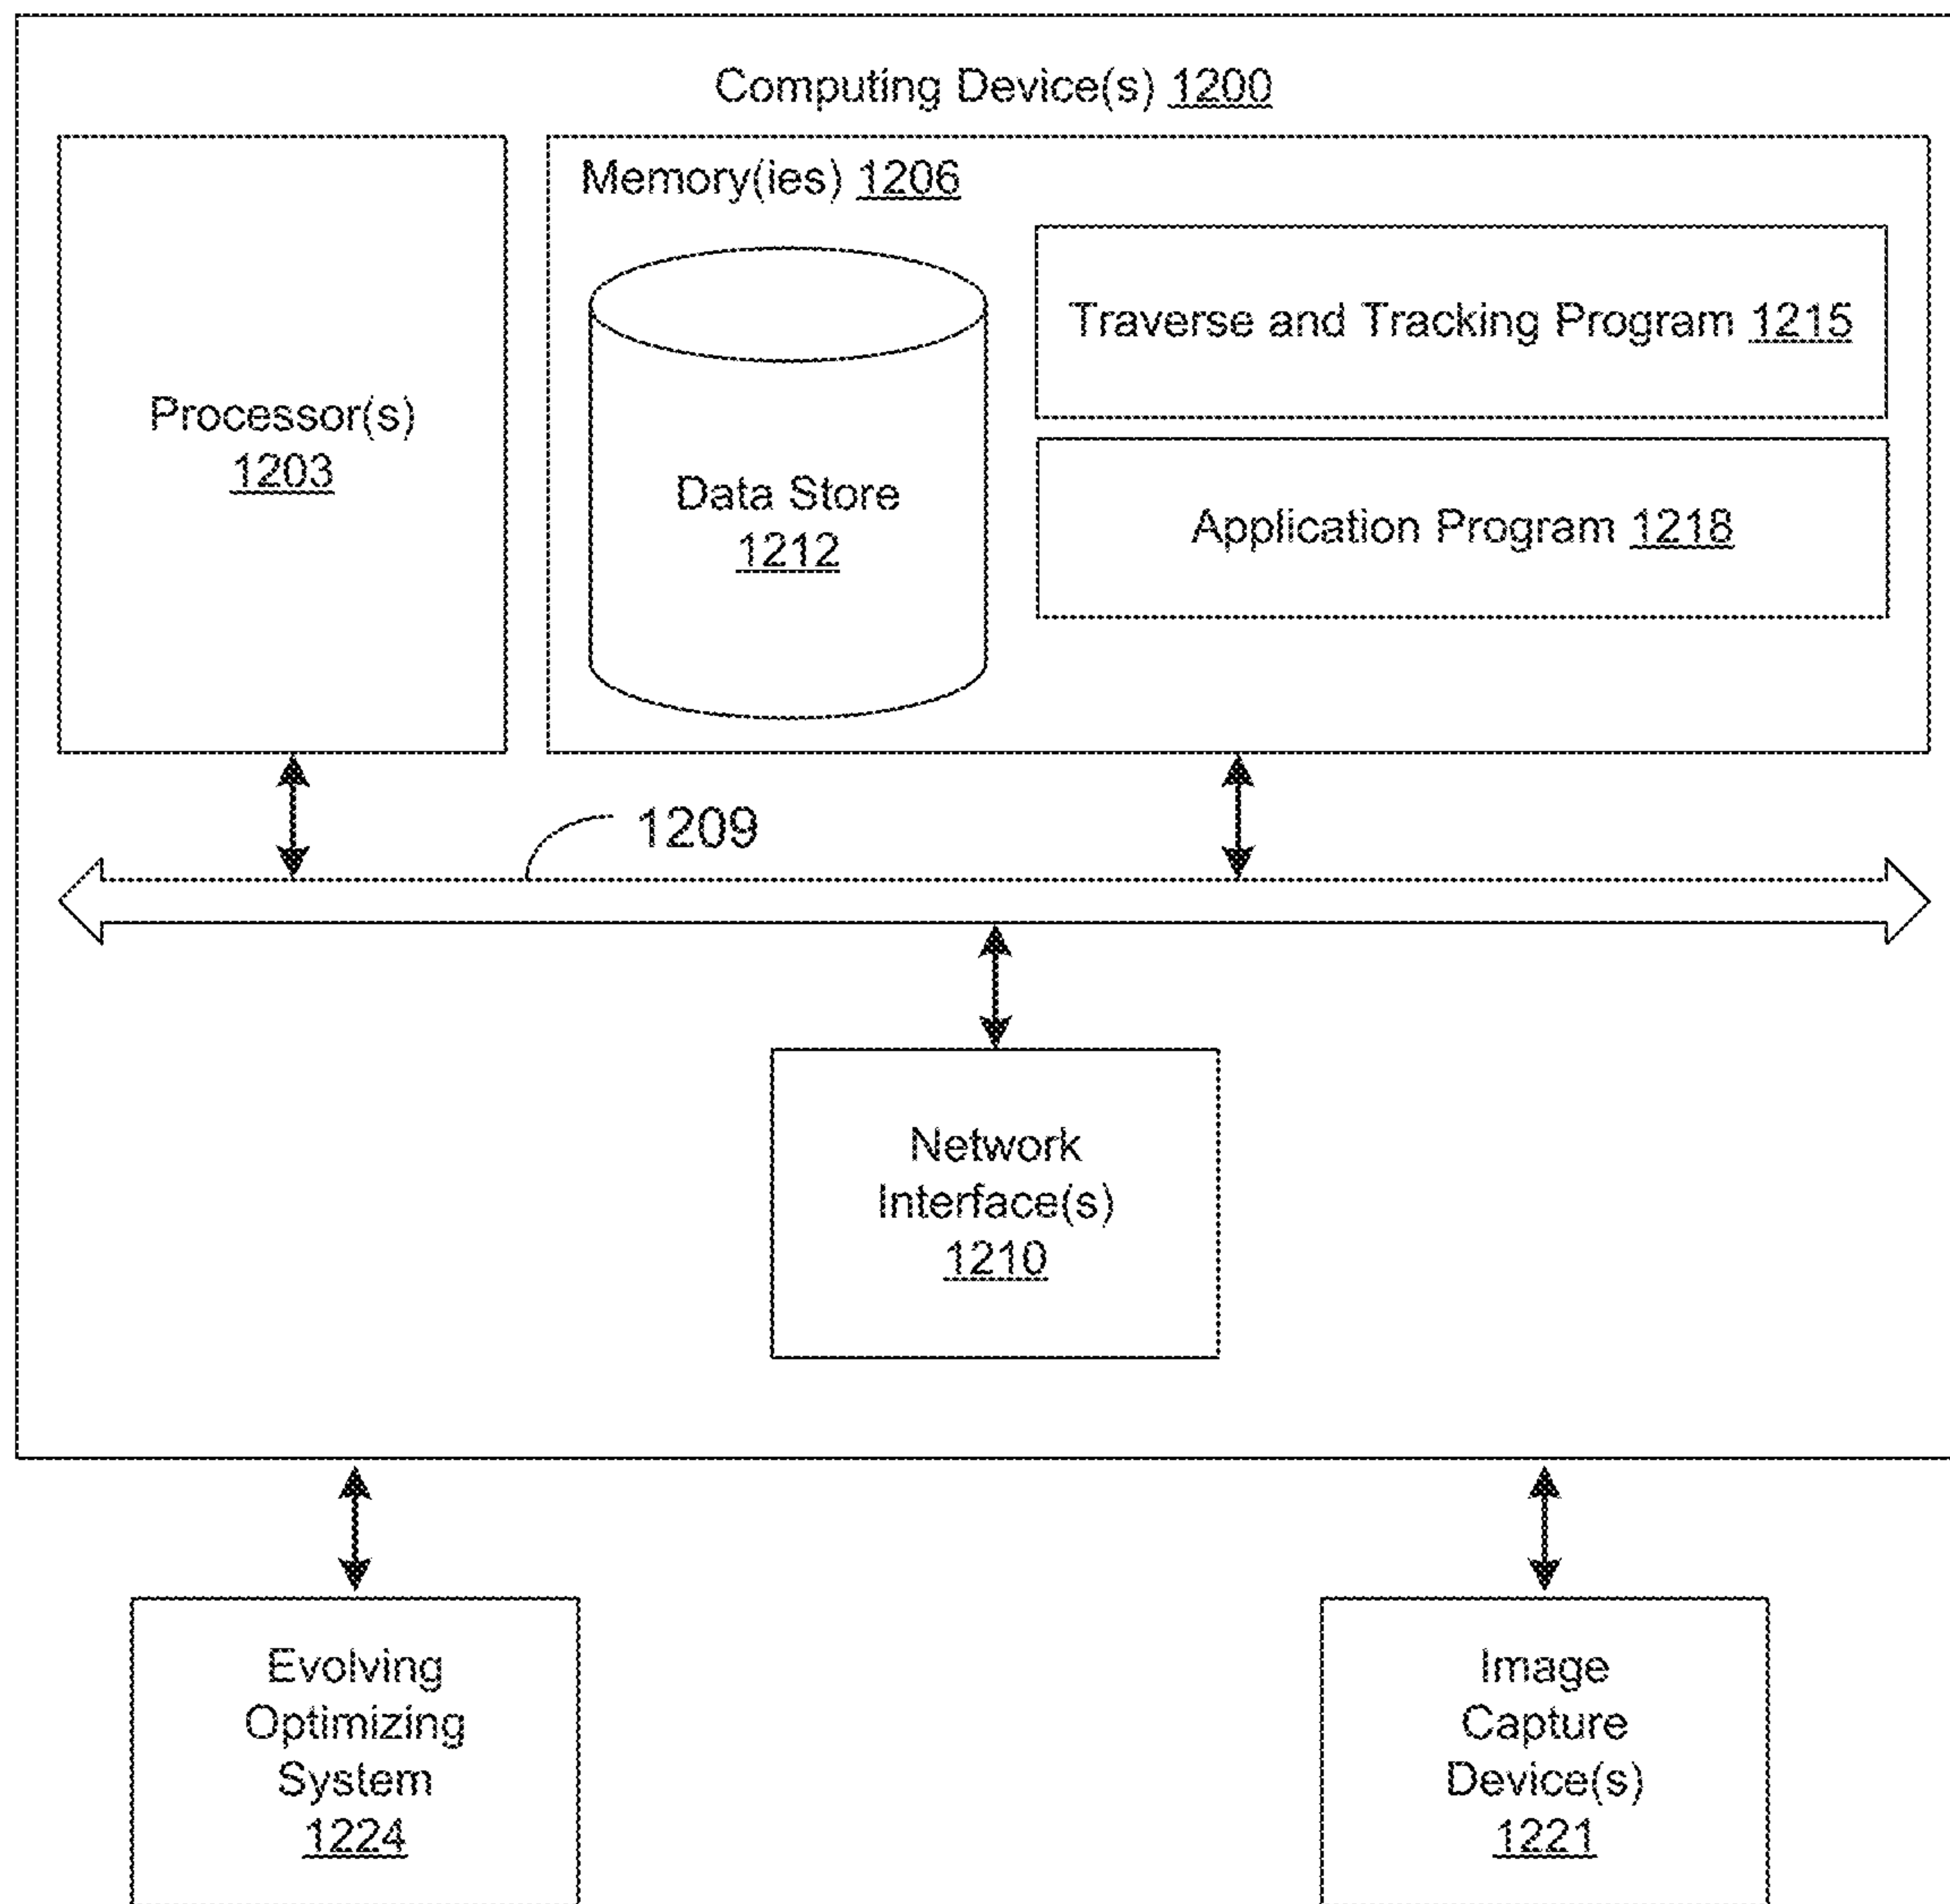 Computing Device(s) 1200
Processor(s)
1203
Memory(ies) 1206
Data Store
1212
Traverse and Tracking Program 1215
Application Program 1218
1209
Network
Interface(s)
1210
Evolving
Optimizing
System
1224
Image
Capture
Device(s)
1221